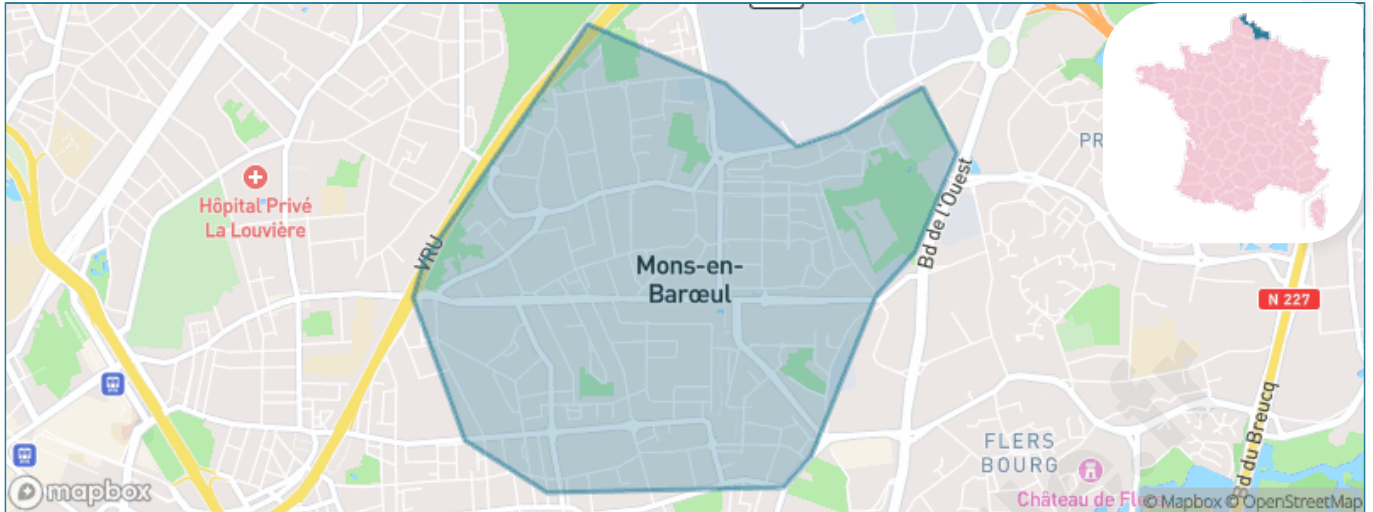 Bd de l'Ouest
PR
Hôpital Privé
La Louvière
VRU
Mons-en-
Barœul
N 227
Bd du Breucq
FLERS
BOURG
Château de Fle
mapbox
© Mapbox © OpenStreetMap